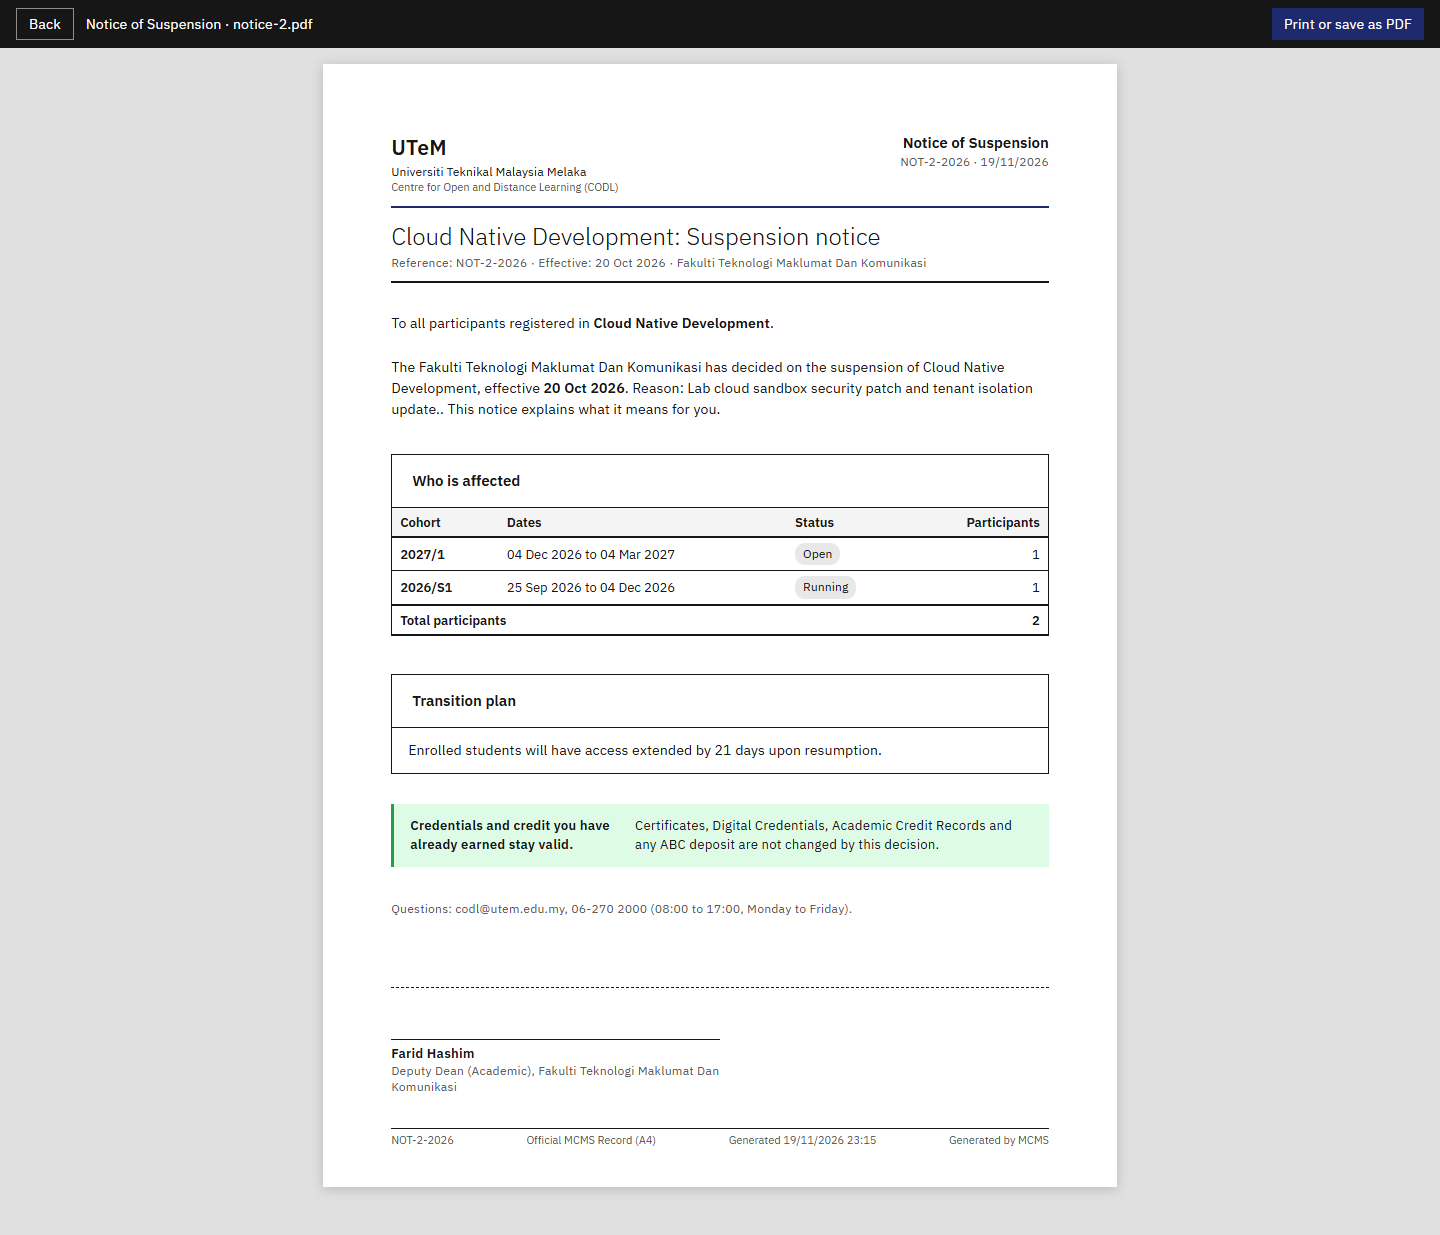 Back
Notice of Suspension · notice-2.pdf
Print or save as PDF
UTeM
Universiti Teknikal Malaysia Melaka
Centre for Open and Distance Learning (CODL)
Notice of Suspension
NOT-2-2026 · 19/11/2026
Cloud Native Development: Suspension notice
Reference: NOT-2-2026 · Effective: 20 Oct 2026 · Fakulti Teknologi Maklumat Dan Komunikasi
To all participants registered in Cloud Native Development.
The Fakulti Teknologi Maklumat Dan Komunikasi has decided on the suspension of Cloud Native
Development, effective 20 Oct 2026. Reason: Lab cloud sandbox security patch and tenant isolation
update.. This notice explains what it means for you.
Who is affected
Cohort Dates Status Participants
2027/1 04 Dec 2026 to 04 Mar 2027 Open 1
2026/S1 25 Sep 2026 to 04 Dec 2026 Running 1
Total participants 2
Transition plan
Enrolled students will have access extended by 21 days upon resumption.
Credentials and credit you have
already earned stay valid.
Certificates, Digital Credentials, Academic Credit Records and
any ABC deposit are not changed by this decision.
Questions: codl@utem.edu.my, 06-270 2000 (08:00 to 17:00, Monday to Friday).
Farid Hashim
Deputy Dean (Academic), Fakulti Teknologi Maklumat Dan
Komunikasi
NOT-2-2026 Official MCMS Record (A4) Generated 19/11/2026 23:15 Generated by MCMS